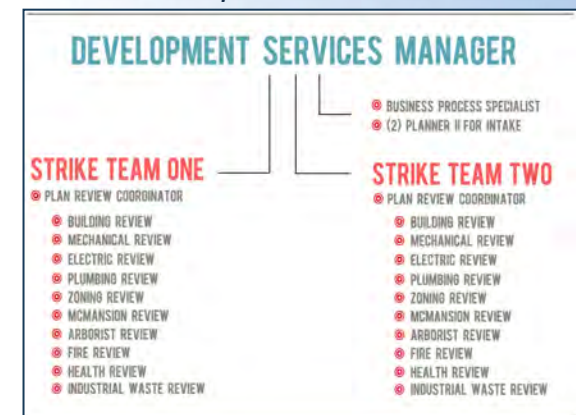 DEVELOPMENT SERVICES MANAGER
BUSINESS PROCESS SPECIALIST
(2) PLANNER II FOR INTAKE
STRIKE TEAM ONE
PLAN REVIEW COORDINATOR
BUILDING REVIEW
MECHANICAL REVIEW
ELECTRIC REVIEW
PLUMBING REVIEW
ZONING REVIEW
MCMANSION REVIEW
ARBORIST REVIEW
FIRE REVIEW
HEALTH REVIEW
INDUSTRIAL WASTE REVIEW
STRIKE TEAM TWO
PLAN REVIEW COORDINATOR
BUILDING REVIEW
MECHANICAL REVIEW
ELECTRIC REVIEW
PLUMBING REVIEW
ZONING REVIEW
MCMANSION REVIEW
ARBORIST REVIEW
FIRE REVIEW
HEALTH REVIEW
INDUSTRIAL WASTE REVIEW